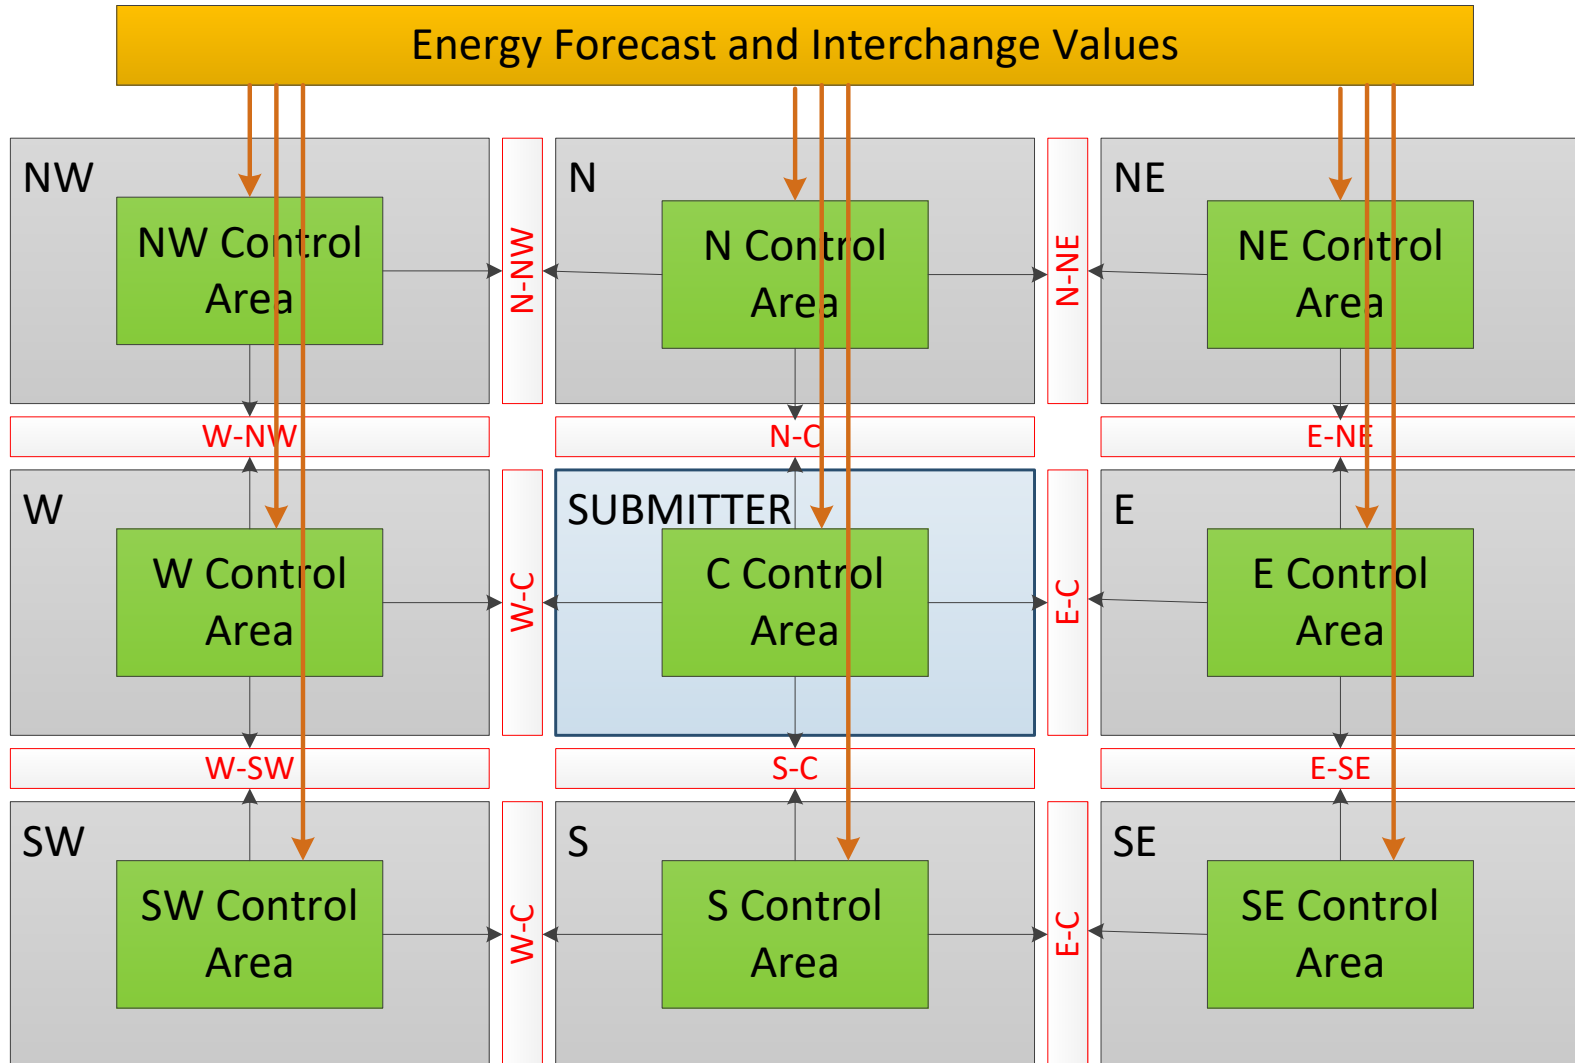 Energy Forecast and Interchange Values
NW
NW Control
Area
N-NW
N
N Control
Area
N-NE
NE
NE Control
Area
W-NW
N-C
E-NE
W
W Control
Area
W-C
SUBMITTER
C Control
Area
E-C
E
E Control
Area
W-SW
S-C
E-SE
SW
SW Control
Area
W-C
S
S Control
Area
E-C
SE
SE Control
Area